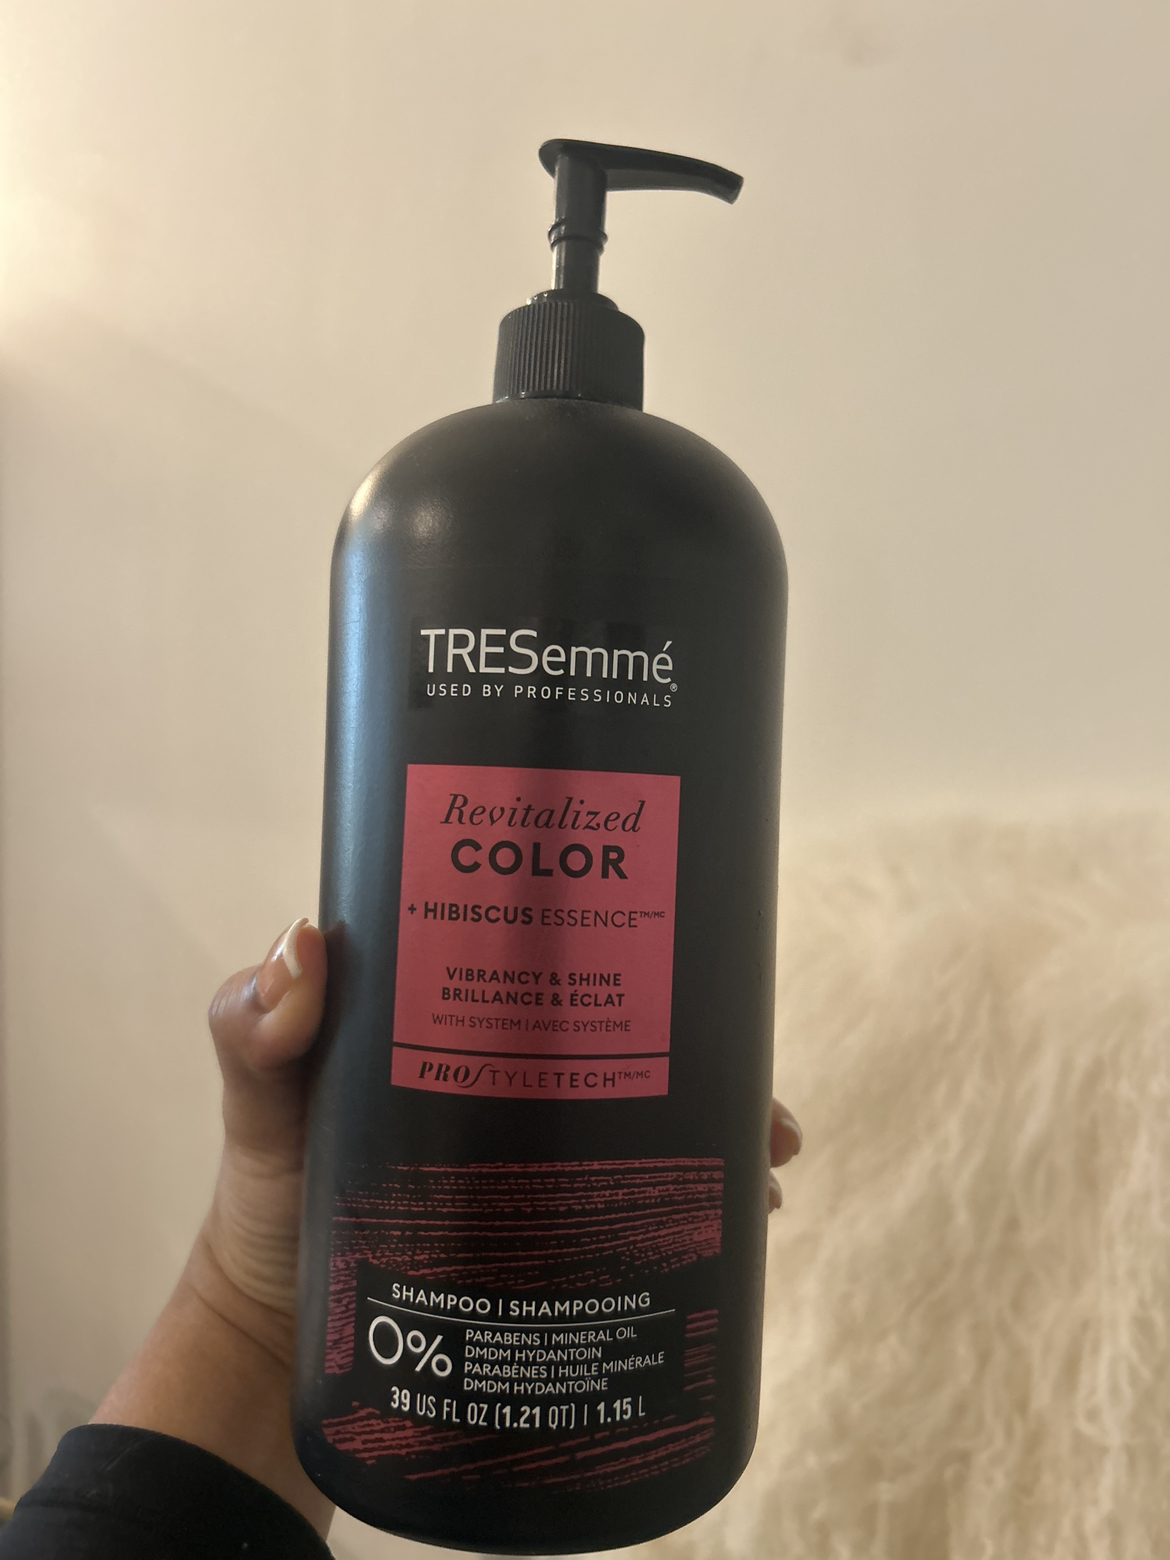 TRESemmé®
USED BY PROFESSIONALS
Revitalized
COLOR
+ HIBISCUS ESSENCE™/MC
VIBRANCY & SHINE
BRILLANCE & ÉCLAT
WITH SYSTEM | AVEC SYSTÈME
PROSTYLETECH™/MC
SHAMPOO | SHAMPOOING
0% PARABENS | MINERAL OIL
DMDM HYDANTOIN
PARABÈNES | HUILE MINÉRALE
DMDM HYDANTOÏNE
39 US FL OZ (1.21 QT) | 1.15 L